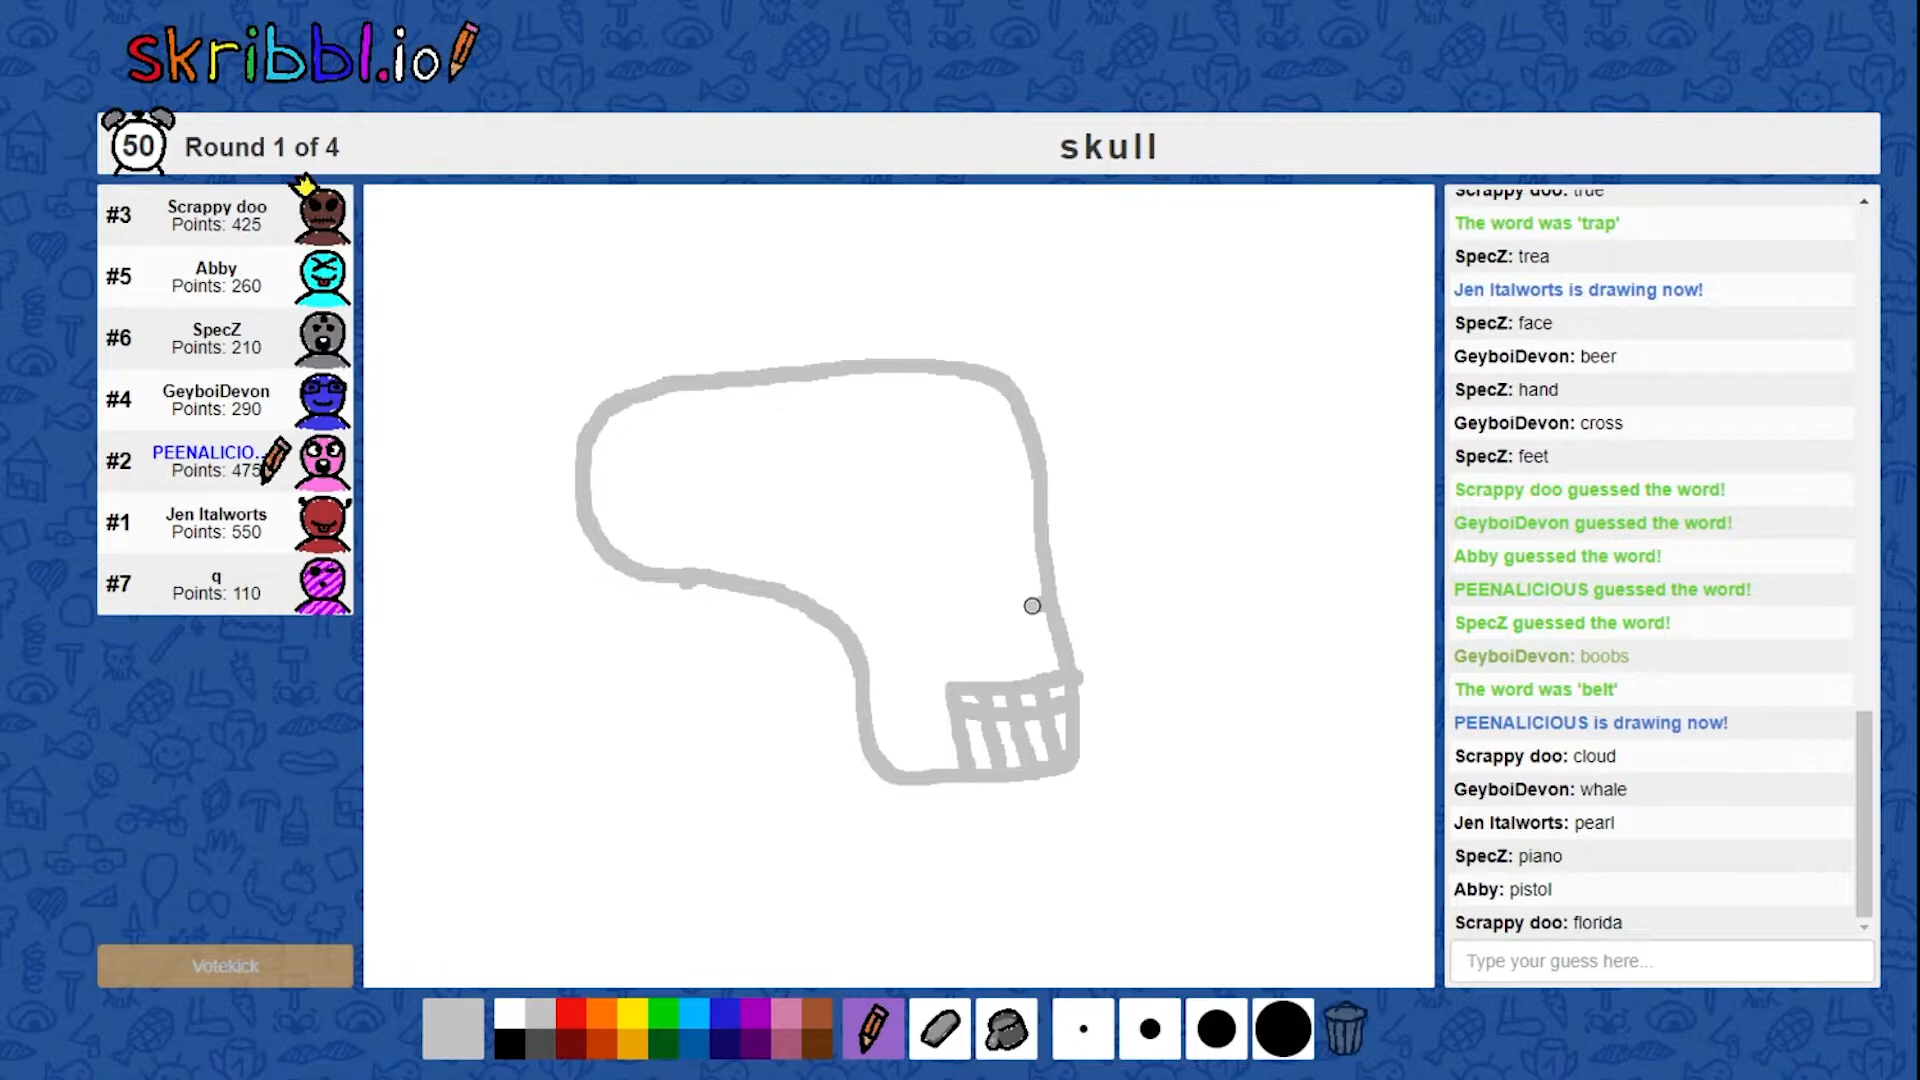 skribbl.io
50
Round 1 of 4
skull
#3
Scrappy doo
Points: 425
#5
Abby
Points: 260
#6
SpecZ
Points: 210
#4
GeyboiDevon
Points: 290
#2
PEENALICIO...
Points: 475
#1
Jen Italworts
Points: 550
#7
q
Points: 110
Votekick
Scrappy doo: true
The word was 'trap'
SpecZ: trea
Jen Italworts is drawing now!
SpecZ: face
GeyboiDevon: beer
SpecZ: hand
GeyboiDevon: cross
SpecZ: feet
Scrappy doo guessed the word!
GeyboiDevon guessed the word!
Abby guessed the word!
PEENALICIOUS guessed the word!
SpecZ guessed the word!
GeyboiDevon: boobs
The word was 'belt'
PEENALICIOUS is drawing now!
Scrappy doo: cloud
GeyboiDevon: whale
Jen Italworts: pearl
SpecZ: piano
Abby: pistol
Scrappy doo: florida
Type your guess here...